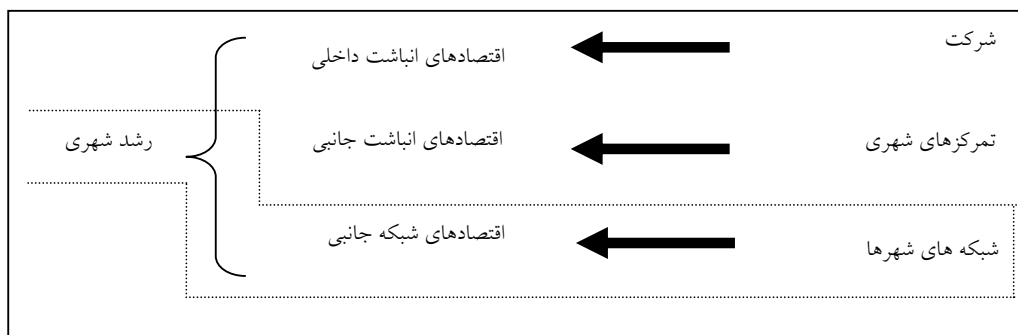 شرکت
اقتصادهای انباشت داخلی
تمرکزهای شهری
اقتصادهای انباشت جانبی
رشد شهری
شبکه های شهرها
اقتصادهای شبکه جانبی